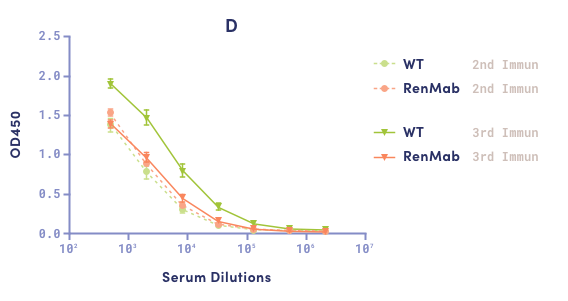 D
OD450
2.5
2.0
1.5
1.0
0.5
0.0
10² 10³ 10⁴ 10⁵ 10⁶ 10⁷
Serum Dilutions
WT 2nd Immun
RenMab 2nd Immun
WT 3rd Immun
RenMab 3rd Immun